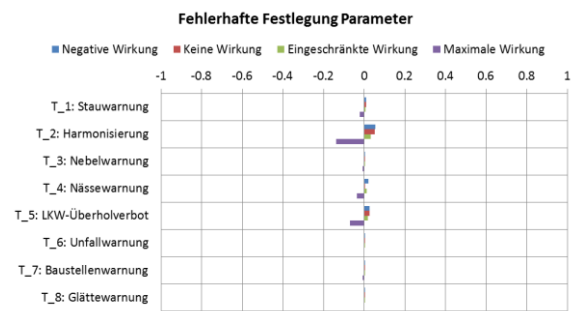 Fehlerhafte Festlegung Parameter
Negative Wirkung Keine Wirkung Eingeschränkte Wirkung Maximale Wirkung
-1 -0.8 -0.6 -0.4 -0.2 0 0.2 0.4 0.6 0.8 1
T_1: Stauwarnung
T_2: Harmonisierung
T_3: Nebelwarnung
T_4: Nässewarnung
T_5: LKW-Überholverbot
T_6: Unfallwarnung
T_7: Baustellenwarnung
T_8: Glättewarnung